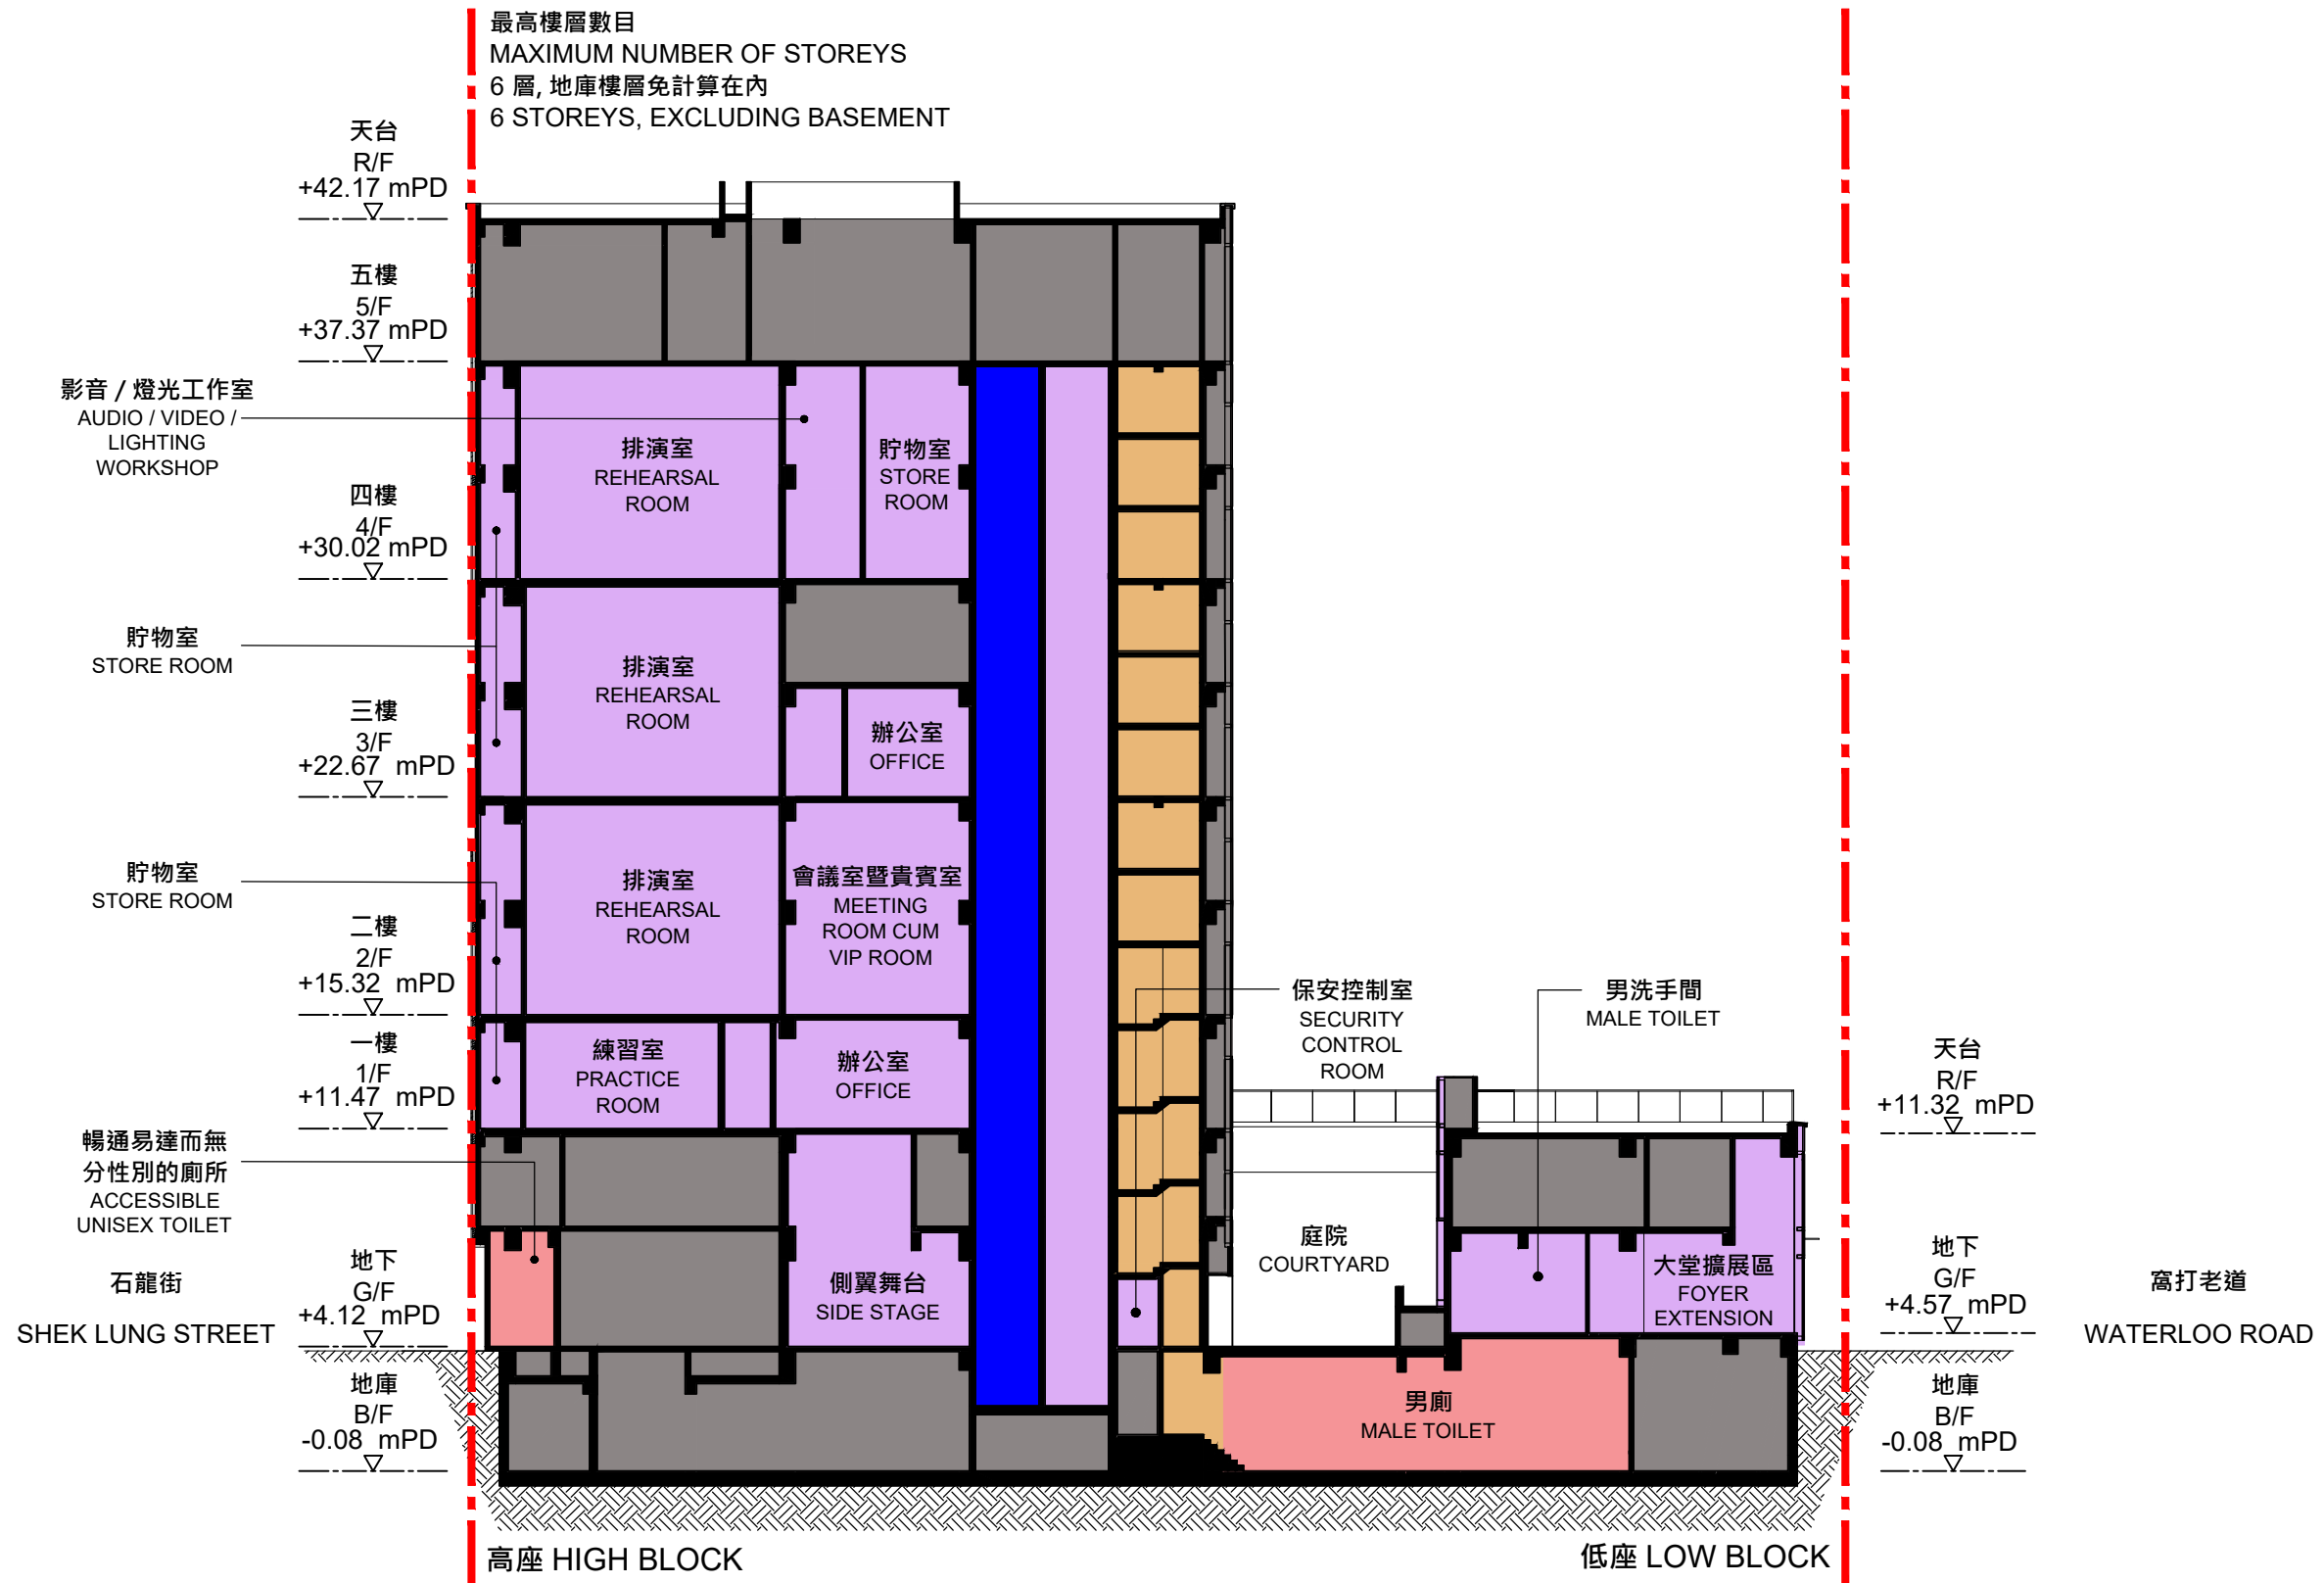 最高樓層數目
MAXIMUM NUMBER OF STOREYS
6 層, 地庫樓層免計算在內
6 STOREYS, EXCLUDING BASEMENT
天台
R/F
+42.17 mPD
五樓
5/F
+37.37 mPD
影音 / 燈光工作室
AUDIO / VIDEO /
LIGHTING
WORKSHOP
四樓
4/F
+30.02 mPD
貯物室
STORE ROOM
三樓
3/F
+22.67 mPD
貯物室
STORE ROOM
二樓
2/F
+15.32 mPD
一樓
1/F
+11.47 mPD
暢通易達而無
分性別的廁所
ACCESSIBLE
UNISEX TOILET
地下
G/F
+4.12 mPD
石龍街
SHEK LUNG STREET
地庫
B/F
-0.08 mPD
排演室
REHEARSAL
ROOM
貯物室
STORE
ROOM
排演室
REHEARSAL
ROOM
辦公室
OFFICE
排演室
REHEARSAL
ROOM
會議室暨貴賓室
MEETING
ROOM CUM
VIP ROOM
練習室
PRACTICE
ROOM
辦公室
OFFICE
側翼舞台
SIDE STAGE
保安控制室
SECURITY
CONTROL
ROOM
男洗手間
MALE TOILET
庭院
COURTYARD
大堂擴展區
FOYER
EXTENSION
男廁
MALE TOILET
天台
R/F
+11.32 mPD
地下
G/F
+4.57 mPD
窩打老道
WATERLOO ROAD
地庫
B/F
-0.08 mPD
高座 HIGH BLOCK
低座 LOW BLOCK